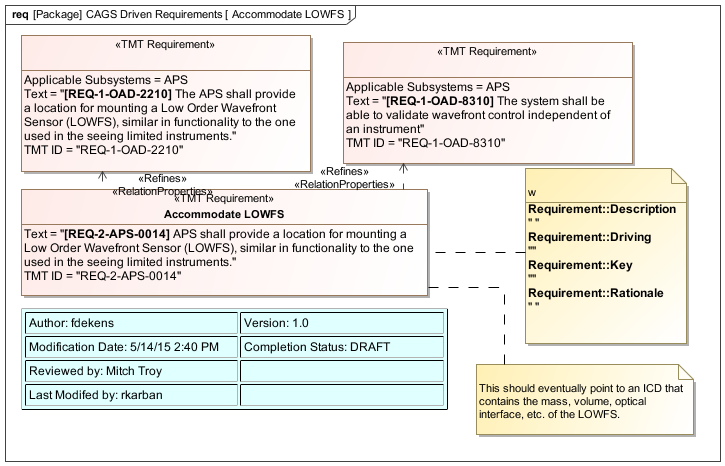 req [Package] CAGS Driven Requirements [ Accommodate LOWFS ]
«TMT Requirement»
Applicable Subsystems = APS
Text = "[REQ-1-OAD-2210] The APS shall provide
a location for mounting a Low Order Wavefront
Sensor (LOWFS), similar in functionality to the one
used in the seeing limited instruments."
TMT ID = "REQ-1-OAD-2210"
«TMT Requirement»
Applicable Subsystems = APS
Text = "[REQ-1-OAD-8310] The system shall be
able to validate wavefront control independent of
an instrument"
TMT ID = "REQ-1-OAD-8310"
«Refines»
«RelationProperties»
«Refines»
«RelationProperties»
«TMT Requirement»
Accommodate LOWFS
Text = "[REQ-2-APS-0014] APS shall provide a location for mounting a
Low Order Wavefront Sensor (LOWFS), similar in functionality to the one
used in the seeing limited instruments."
TMT ID = "REQ-2-APS-0014"
w
Requirement::Description
" "
Requirement::Driving
""
Requirement::Key
""
Requirement::Rationale
" "
Author: fdekens
Version: 1.0
Modification Date: 5/14/15 2:40 PM
Completion Status: DRAFT
Reviewed by: Mitch Troy
Last Modifed by: rkarban
This should eventually point to an ICD that
contains the mass, volume, optical
interface, etc. of the LOWFS.